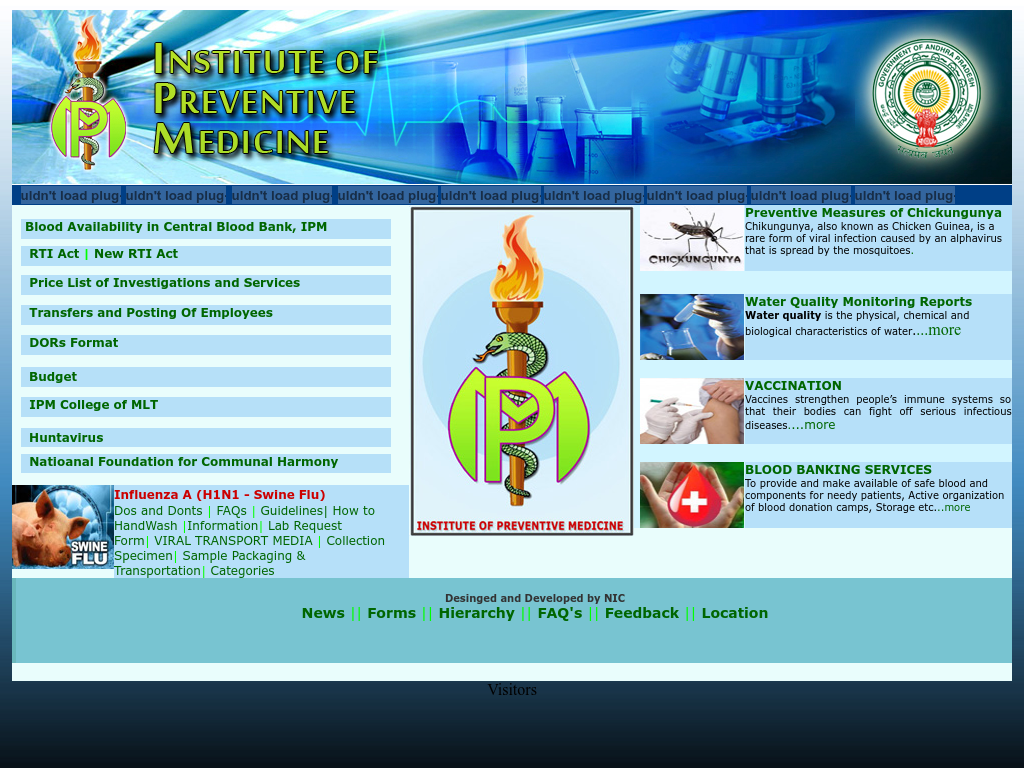 INSTITUTE OF
PREVENTIVE
MEDICINE
IPM
GOVERNMENT OF ANDHRA PRADESH
सत्यमेव जयते
uldn't load plug- uldn't load plug- uldn't load plug- uldn't load plug- uldn't load plug- uldn't load plug- uldn't load plug- uldn't load plug- uldn't load plug-
Blood Availability in Central Blood Bank, IPM
RTI Act | New RTI Act
Price List of Investigations and Services
Transfers and Posting Of Employees
DORs Format
Budget
IPM College of MLT
Huntavirus
Natioanal Foundation for Communal Harmony
SWINE
FLU
Influenza A (H1N1 - Swine Flu)
Dos and Donts | FAQs | Guidelines| How to
HandWash |Information| Lab Request
Form| VIRAL TRANSPORT MEDIA | Collection
Specimen| Sample Packaging &
Transportation| Categories
IPM
INSTITUTE OF PREVENTIVE MEDICINE
CHICKUNGUNYA
Preventive Measures of Chickungunya
Chikungunya, also known as Chicken Guinea, is a
rare form of viral infection caused by an alphavirus
that is spread by the mosquitoes.
Water Quality Monitoring Reports
Water quality is the physical, chemical and
biological characteristics of water....more
VACCINATION
Vaccines strengthen people's immune systems so
that their bodies can fight off serious infectious
diseases....more
BLOOD BANKING SERVICES
To provide and make available of safe blood and
components for needy patients, Active organization
of blood donation camps, Storage etc...more
Desinged and Developed by NIC
News || Forms || Hierarchy || FAQ's || Feedback || Location
Visitors